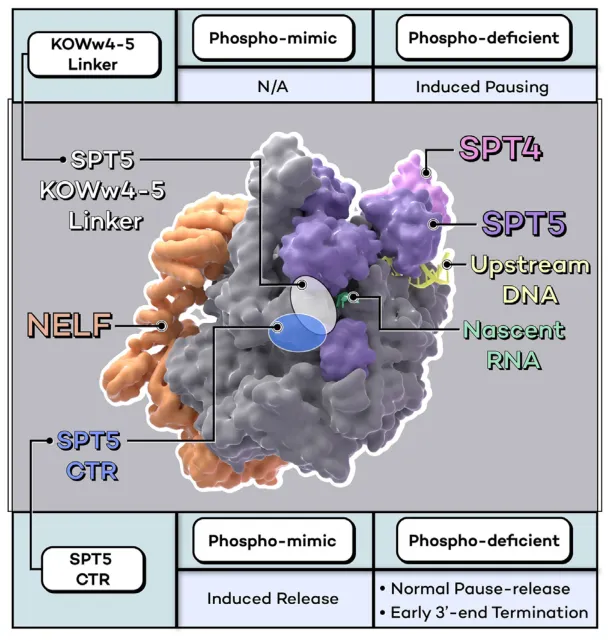 KOWw4-5
Linker
Phospho-mimic
Phospho-deficient
N/A
Induced Pausing
SPT5
KOWw4-5
Linker
SPT4
SPT5
Upstream
DNA
NELF
Nascent
RNA
SPT5
CTR
SPT5
CTR
Phospho-mimic
Phospho-deficient
Induced Release
• Normal Pause-release
• Early 3'-end Termination